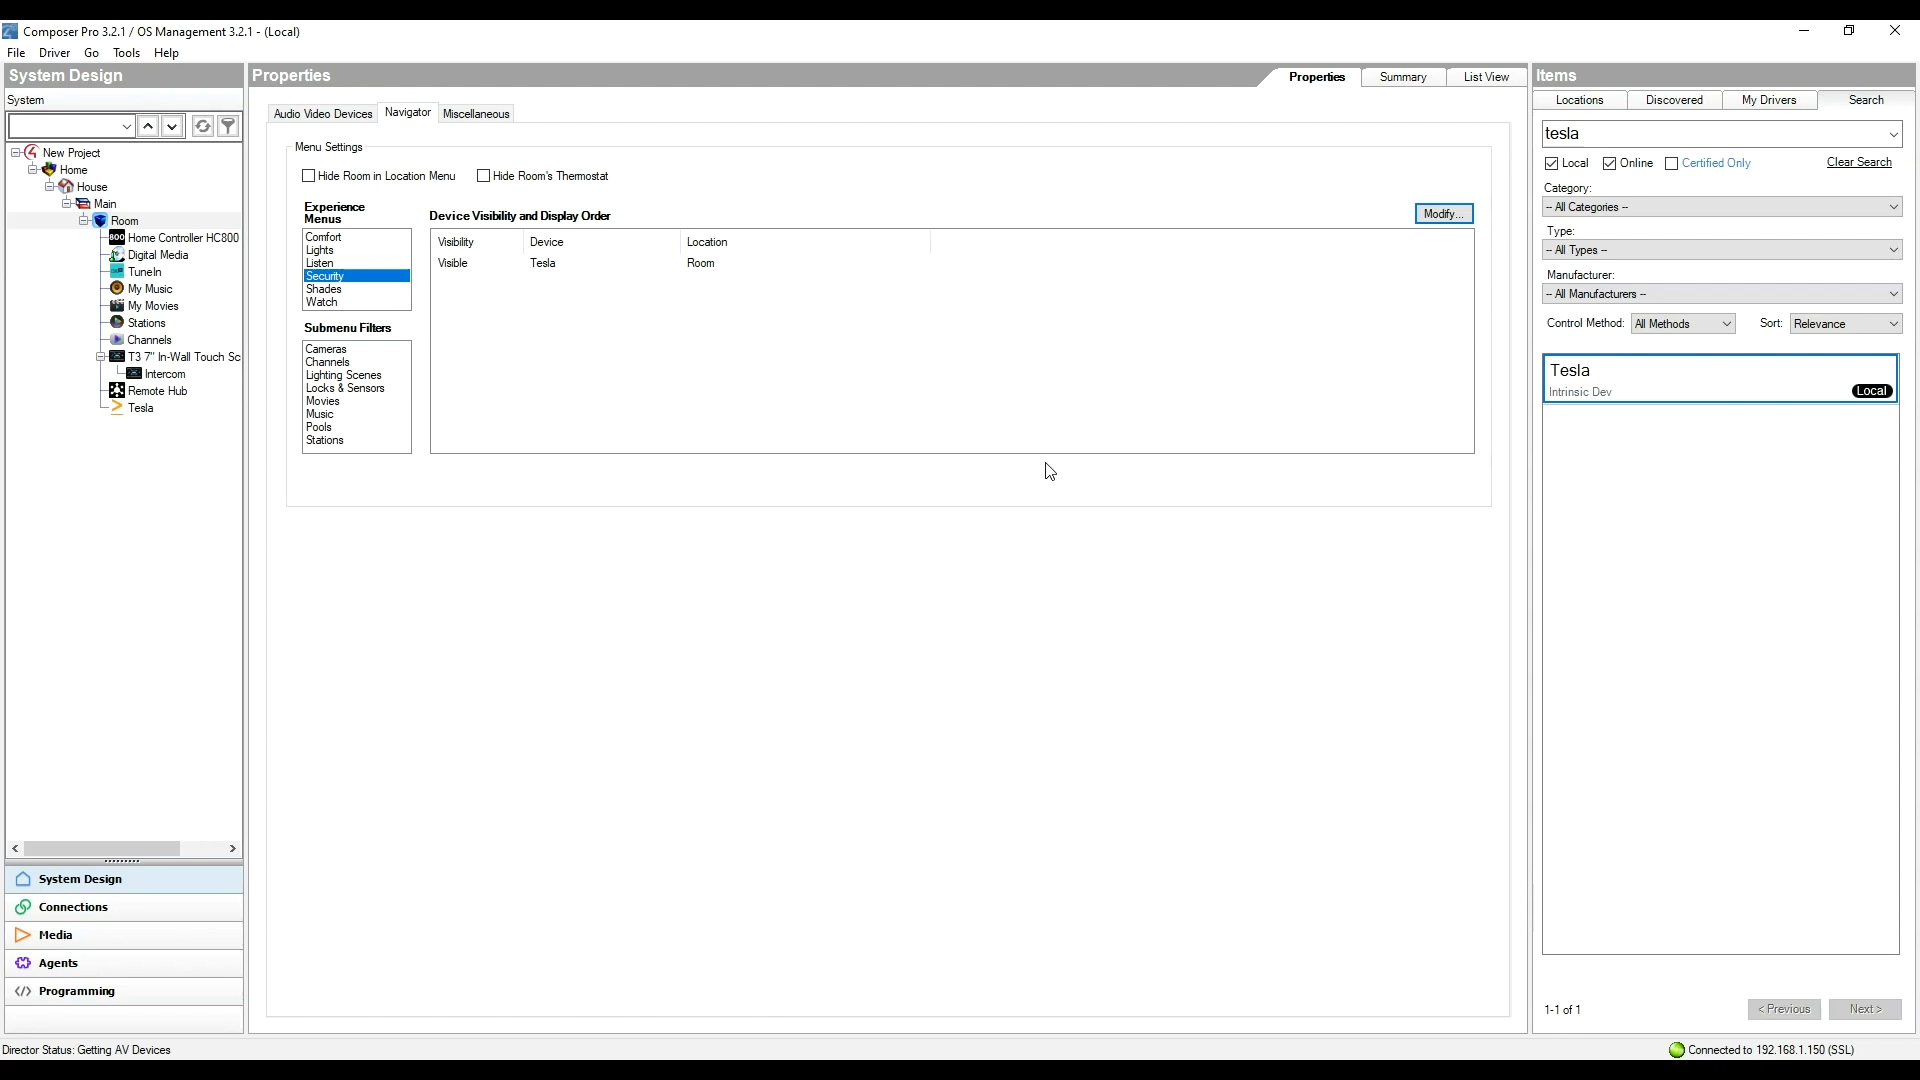 Composer Pro 3.2.1 / OS Management 3.2.1 - (Local)
File Driver Go Tools Help
System Design
System
New Project
Home
House
Main
Room
800 Home Controller HC800
Digital Media
TuneIn
My Music
My Movies
Stations
Channels
T3 7" In-Wall Touch Sc
Intercom
Remote Hub
Tesla
System Design
Connections
Media
Agents
Programming
Properties
Properties Summary List View
Audio Video Devices Navigator Miscellaneous
Menu Settings
Hide Room in Location Menu Hide Room's Thermostat
Experience
Menus
Comfort
Lights
Listen
Security
Shades
Watch
Submenu Filters
Cameras
Channels
Lighting Scenes
Locks & Sensors
Movies
Music
Pools
Stations
Device Visibility and Display Order
Modify...
Visibility Device Location
Visible Tesla Room
Items
Locations Discovered My Drivers Search
tesla
Local Online Certified Only Clear Search
Category:
-- All Categories --
Type:
-- All Types --
Manufacturer:
-- All Manufacturers --
Control Method: All Methods Sort: Relevance
Tesla
Intrinsic Dev Local
1-1 of 1 < Previous Next >
Director Status: Getting AV Devices Connected to 192.168.1.150 (SSL)